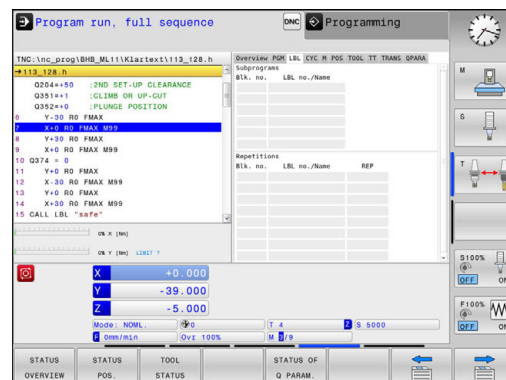 Program run, full sequence
DNC
Programming
TNC:\nc_prog\BHB_ML11\Klartext\113_128.h
→113_128.h
Q204=+50 ;2ND SET-UP CLEARANCE
Q351=+1 ;CLIMB OR UP-CUT
Q352=+0 ;PLUNGE POSITION
6 Y-30 R0 FMAX
7 X+0 R0 FMAX M99
8 Y+30 R0 FMAX
9 X+0 R0 FMAX M99
10 Q374 = 0
11 Y+0 R0 FMAX
12 X-30 R0 FMAX M99
13 Y+0 R0 FMAX
14 X+30 R0 FMAX M99
15 CALL LBL "safe"
0% X [Nm]
0% Y [Nm] LIMIT ?
Overview PGM LBL CYC M POS TOOL TT TRANS QPARA
Subprograms
Blk. no. LBL no./Name
Repetitions
Blk. no. LBL no./Name REP
X +0.000
Y -39.000
Z -5.000
Mode: NOML. 0 T 4 Z S 5000
F 0mm/min Ovr 100% M 3/9
M
S
T
S100%
OFF ON
F100%
OFF ON
STATUS OVERVIEW
STATUS POS.
TOOL STATUS
STATUS OF Q PARAM.